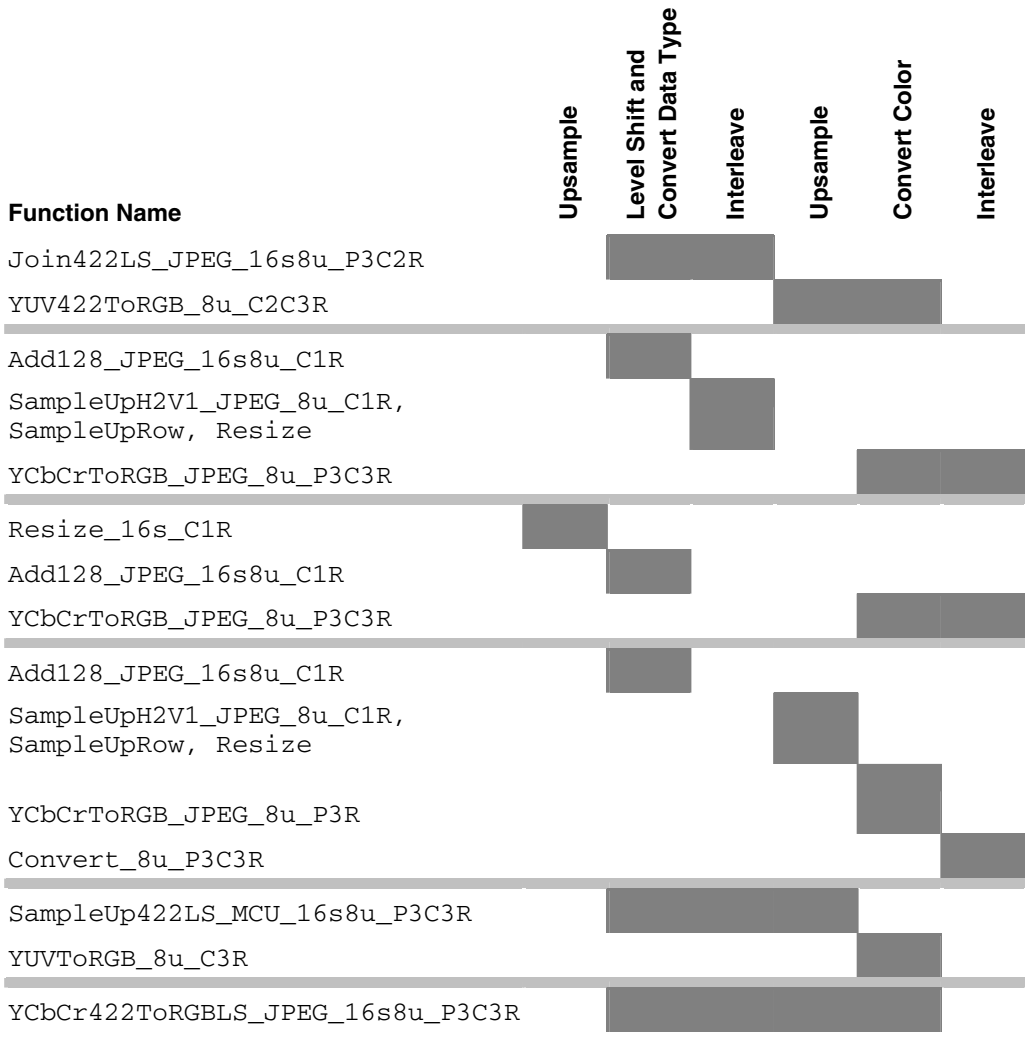 Function Name
Upsample
Level Shift and
Convert Data Type
Interleave
Upsample
Convert Color
Interleave
Join422LS_JPEG_16s8u_P3C2R
YUV422ToRGB_8u_C2C3R
Add128_JPEG_16s8u_C1R
SampleUpH2V1_JPEG_8u_C1R,
SampleUpRow, Resize
YCbCrToRGB_JPEG_8u_P3C3R
Resize_16s_C1R
Add128_JPEG_16s8u_C1R
YCbCrToRGB_JPEG_8u_P3C3R
Add128_JPEG_16s8u_C1R
SampleUpH2V1_JPEG_8u_C1R,
SampleUpRow, Resize
YCbCrToRGB_JPEG_8u_P3R
Convert_8u_P3C3R
SampleUp422LS_MCU_16s8u_P3C3R
YUVToRGB_8u_C3R
YCbCr422ToRGBLS_JPEG_16s8u_P3C3R